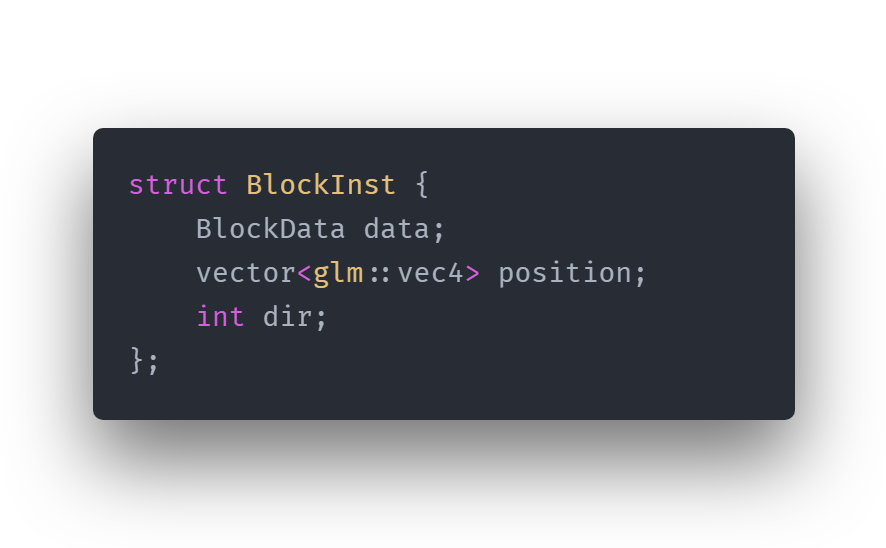 struct BlockInst {
    BlockData data;
    vector<glm::vec4> position;
    int dir;
};